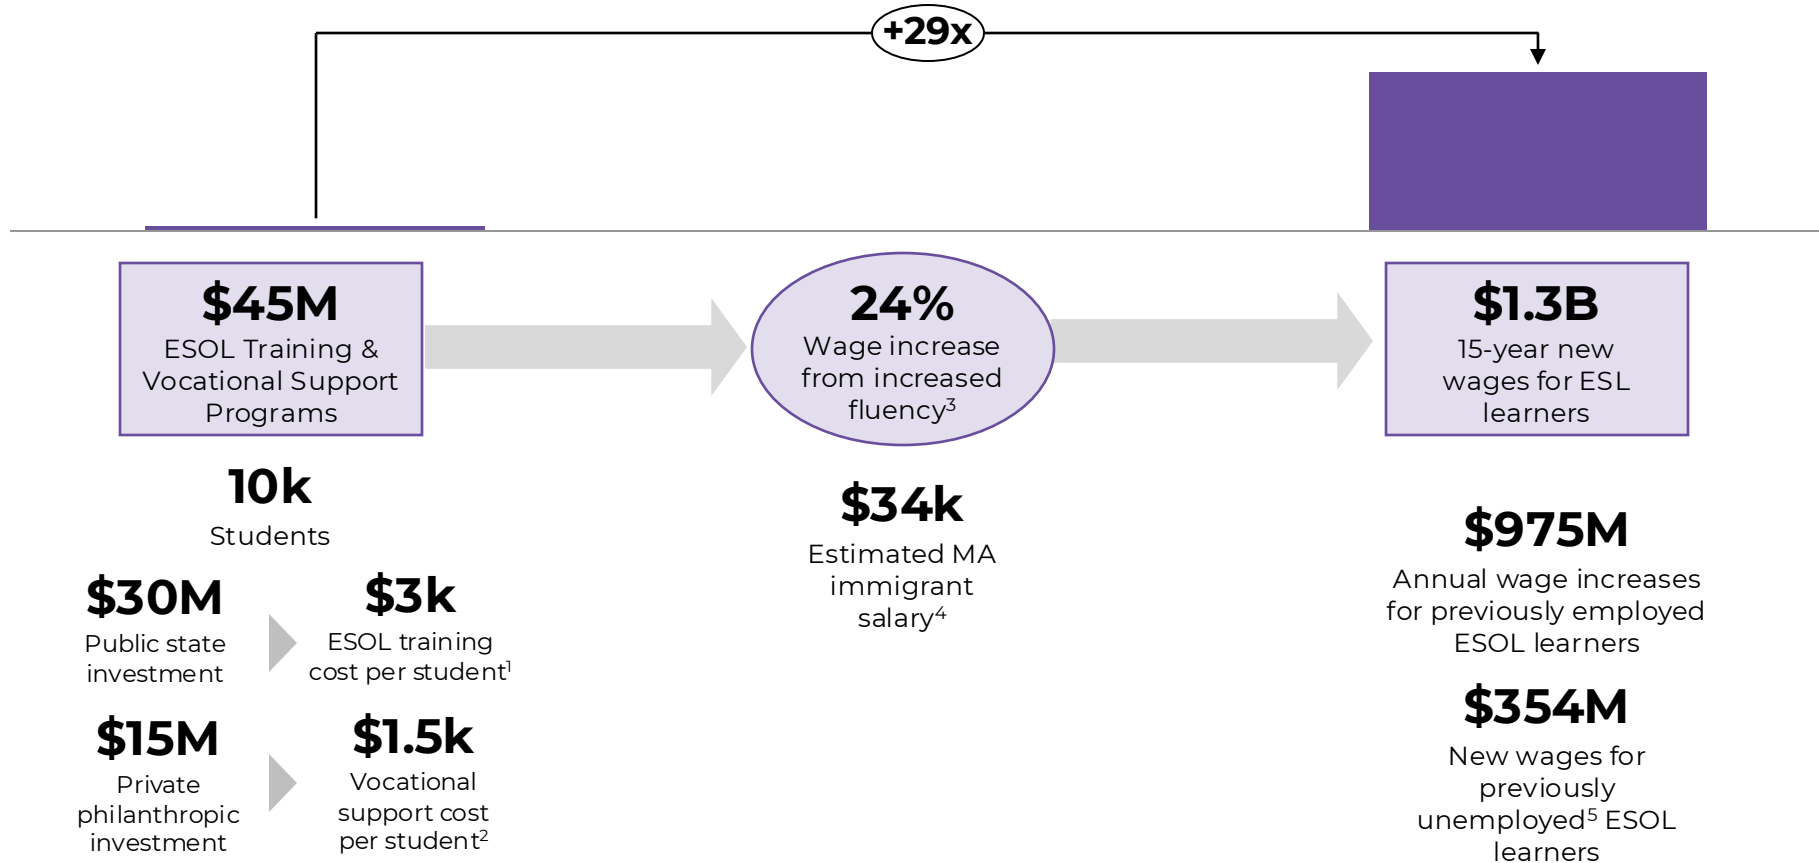 +29x
$45M
ESOL Training &
Vocational Support
Programs
24%
Wage increase
from increased
fluency³
$1.3B
15-year new
wages for ESL
learners
10k
Students
$30M
Public state
investment
$3k
ESOL training
cost per student¹
$15M
Private
philanthropic
investment
$1.5k
Vocational
support cost
per student²
$34k
Estimated MA
immigrant
salary⁴
$975M
Annual wage increases
for previously employed
ESOL learners
$354M
New wages for
previously
unemployed⁵ ESOL
learners